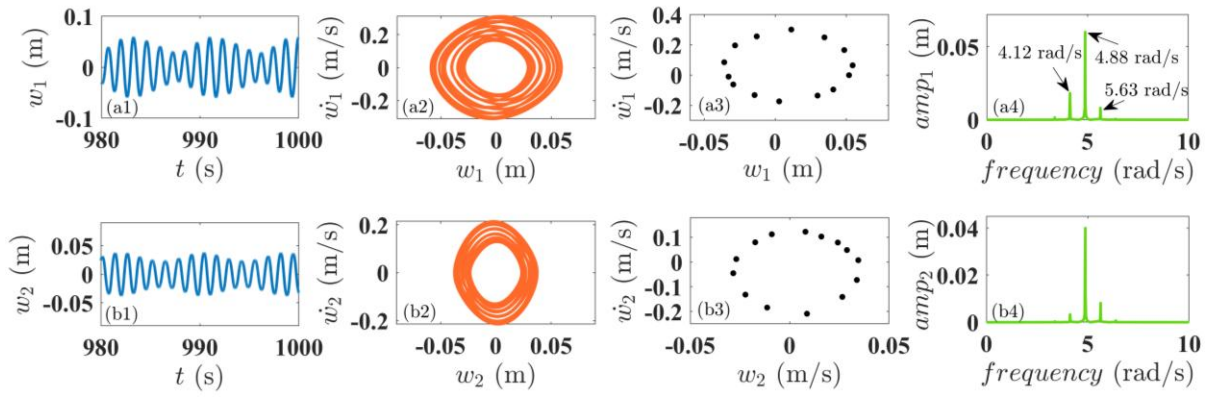 0.1
0
-0.1
w₁ (m)
(a1)
980 990 1000
t (s)
0.2
0
-0.2
ẇ₁ (m/s)
(a2)
-0.05 0 0.05
w₁ (m)
0.4
0.2
0
-0.2
ẇ₁ (m/s)
(a3)
-0.05 0 0.05
w₁ (m)
0.05
0
amp₁ (m)
4.12 rad/s
4.88 rad/s
5.63 rad/s
(a4)
0 5 10
frequency (rad/s)
0.05
0
-0.05
w₂ (m)
(b1)
980 990 1000
t (s)
0.2
0
-0.2
ẇ₂ (m/s)
(b2)
-0.05 0 0.05
w₂ (m)
0.1
0
-0.1
-0.2
ẇ₂ (m/s)
(b3)
-0.05 0 0.05
w₂ (m/s)
0.04
0.02
0
amp₂ (m)
(b4)
0 5 10
frequency (rad/s)